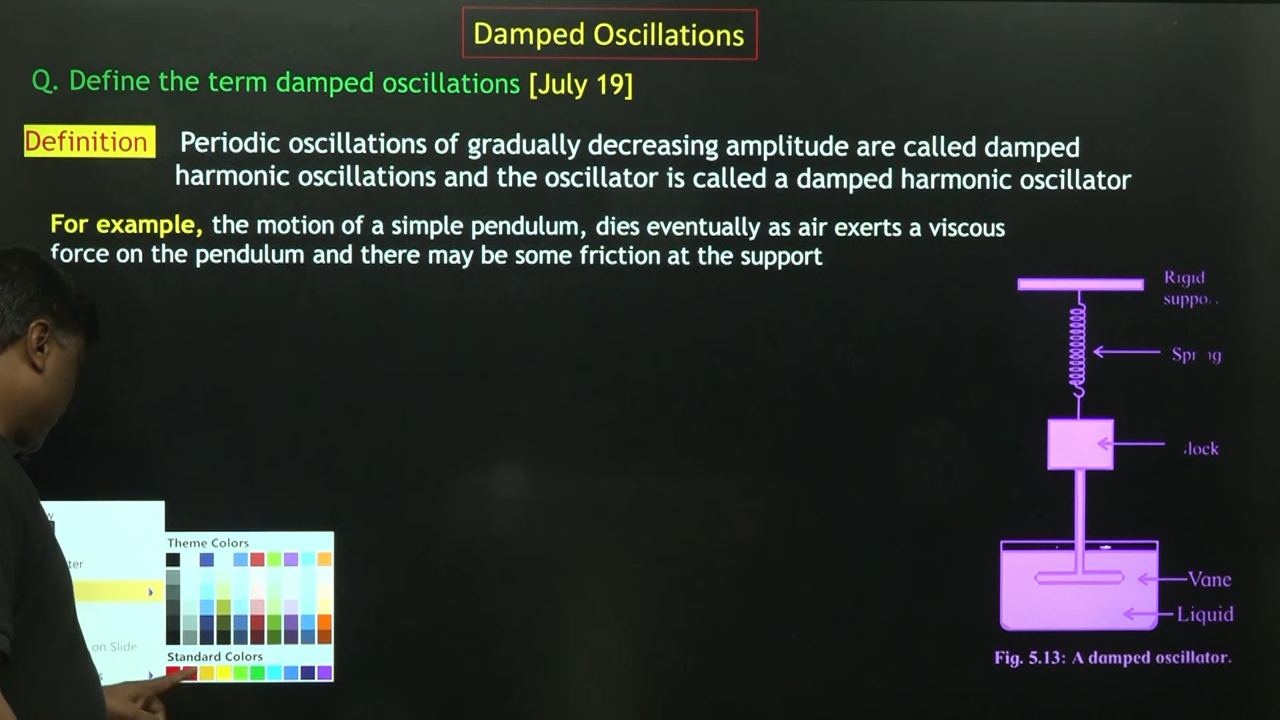 Damped Oscillations
Q. Define the term damped oscillations [July 19]
Definition Periodic oscillations of gradually decreasing amplitude are called damped
harmonic oscillations and the oscillator is called a damped harmonic oscillator
For example, the motion of a simple pendulum, dies eventually as air exerts a viscous
force on the pendulum and there may be some friction at the support
Rigid
Vane
Liquid
Fig. 5.13: A damped oscillator.
Theme Colors
on Slide
Standard Colors